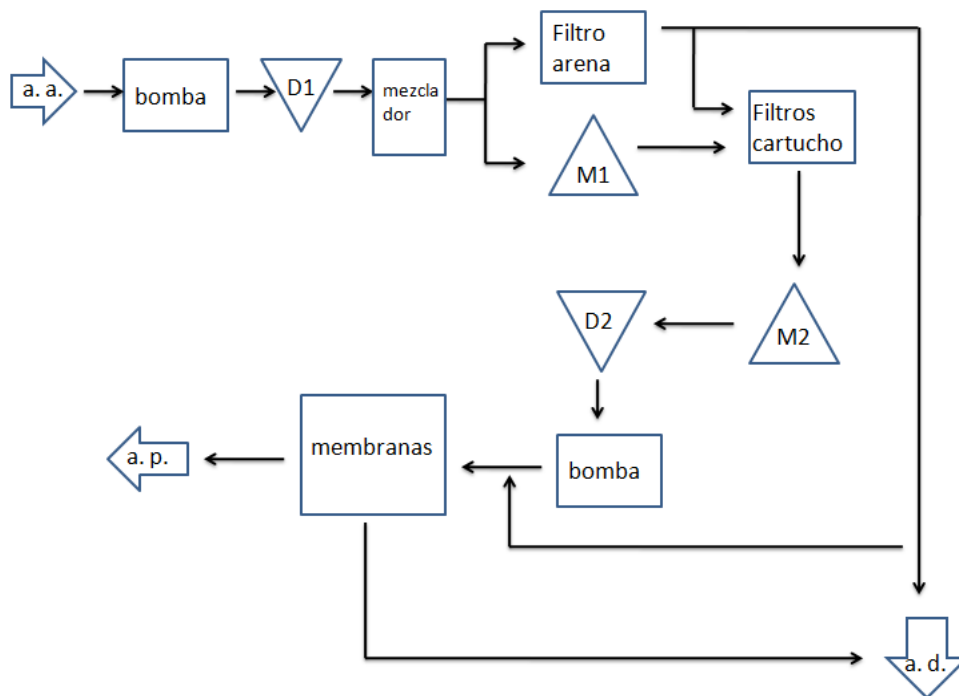 a. a.
bomba
D1
mezcla
dor
Filtro
arena
M1
Filtros
cartucho
M2
D2
bomba
membranas
a. p.
a. d.